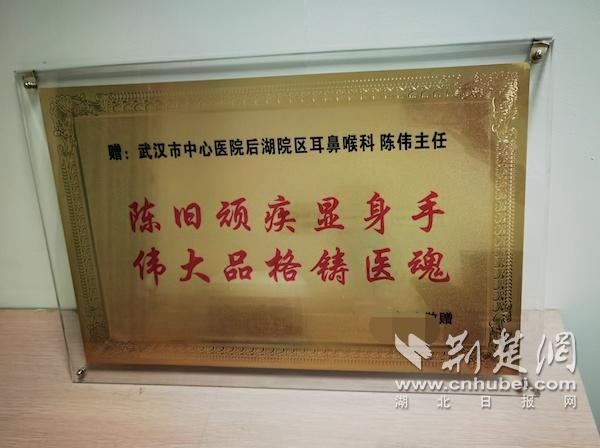 赠：武汉市中心医院后湖院区耳鼻喉科 陈伟主任
陈旧顽疾显身手
伟大品格铸医魂
赠
荆楚网
www.cnhubei.com
湖北日报网